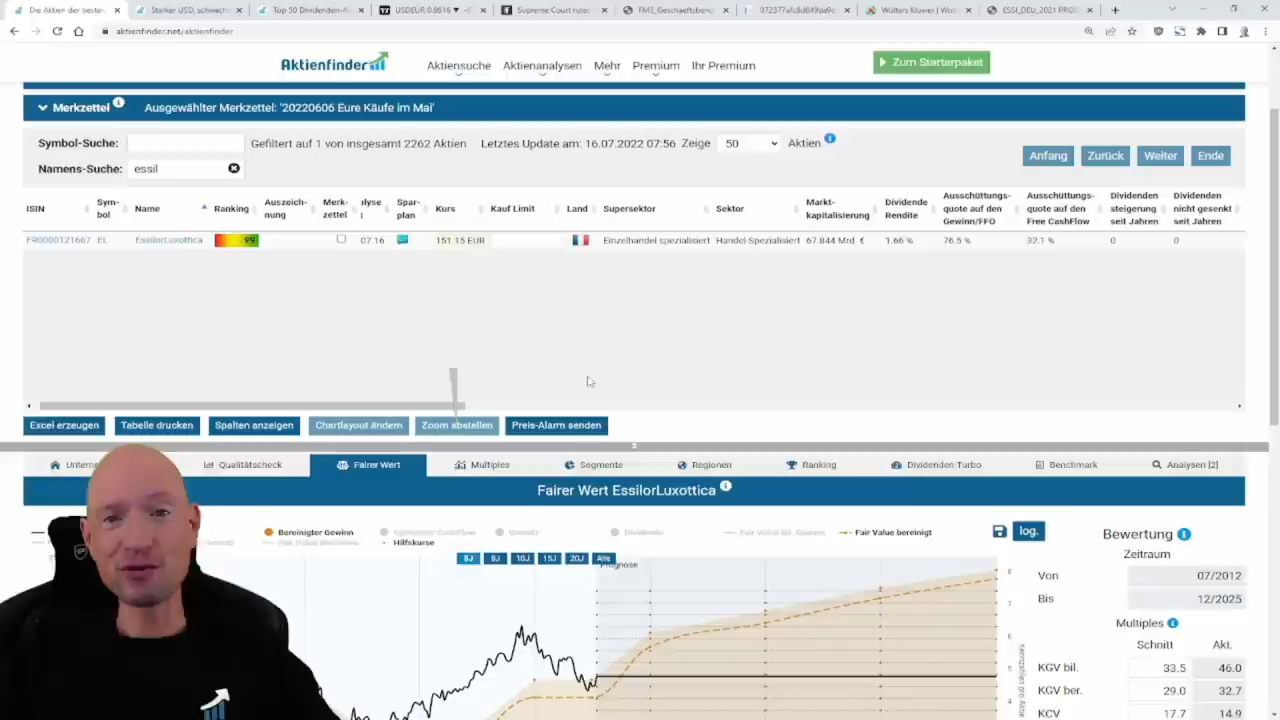 Die Aktien der besten
Starker USD, schwach
Top 50 Dividenden-A
Supreme Court rules
FMS_Geschaeftsberich
Wolters Kluwer | Wolt
aktienfinder.net/aktienfinder
Aktienfinder
Aktiensuche Aktienanalysen Mehr Premium Ihr Premium
Zum Starterpaket
Merkzettel Ausgewählter Merkzettel: '20220606 Eure Käufe im Mai'
Symbol-Suche: Gefiltert auf 1 von insgesamt 2262 Aktien Letztes Update am: 16.07.2022 07:56 Zeige 50 Aktien
Anfang Zurück Weiter Ende
Namens-Suche: essil
ISIN Sym-bol Name Ranking Auszeich-nung Merk-zettel Spar-plan Kurs Kauf Limit Land Supersektor Sektor Markt-kapitalisierung Dividende Rendite Ausschüttungs-quote auf den Gewinn/FFO Ausschüttungs-quote auf den Free CashFlow Dividenden steigerung seit Jahren Dividenden nicht gesenkt seit Jahren
FR0000121667 EL EssilorLuxottica 99 07.16 151.15 EUR Einzelhandel spezialisiert Handel-Spezialisiert 67.844 Mrd € 1.66 % 76.5 % 32.1 % 0 0
Excel erzeugen Tabelle drucken Spalten anzeigen Chartlayout ändern Zoom abstellen Preis-Alarm senden
Qualitätscheck Fairer Wert Multiples Segmente Regionen Ranking Dividenden Turbo Benchmark Analysen [2]
Fairer Wert EssilorLuxottica
Bereinigter Gewinn Umsatz Dividende Fair Value bereinigt
Hilfskurse
log.
Bewertung
Zeitraum
10J 15J 20J
Prognose
Von 07/2012
Bis 12/2025
Multiples
Schnitt Akt.
KGV bil. 33.5 46.0
KGV ber. 29.0 32.7
KCV 17.7 14.9